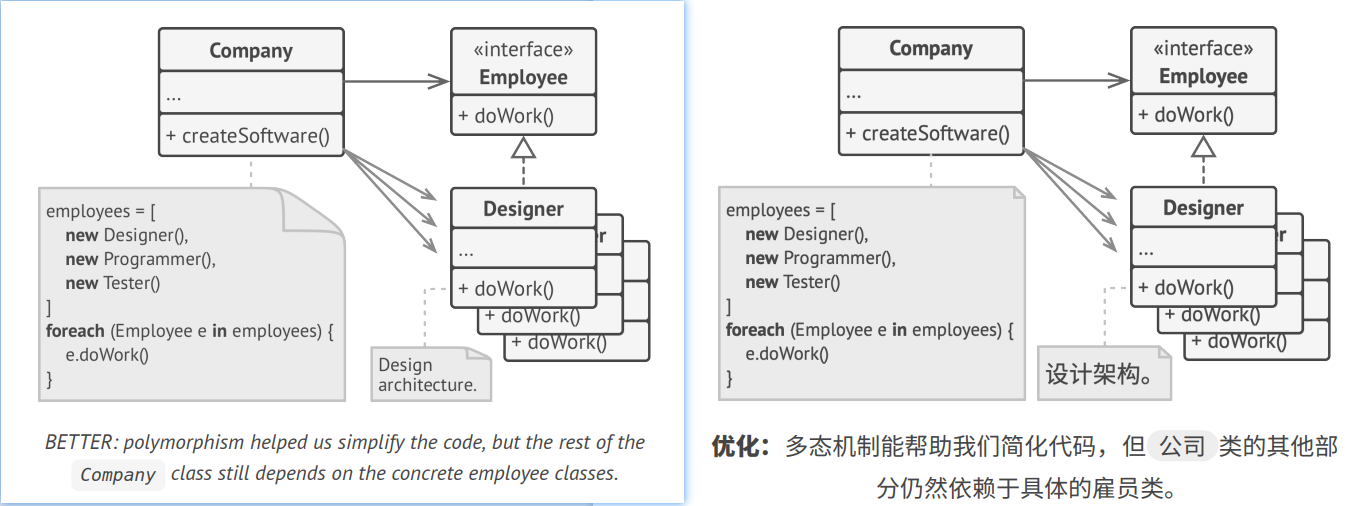 Company
...
+ createSoftware()
«interface»
Employee
+ doWork()
employees = [
new Designer(),
new Programmer(),
new Tester()
]
foreach (Employee e in employees) {
e.doWork()
}
Designer
...
+ doWork()
+ doWork()
+ doWork()
Design
architecture.
BETTER: polymorphism helped us simplify the code, but the rest of the
Company class still depends on the concrete employee classes.
Company
...
+ createSoftware()
«interface»
Employee
+ doWork()
employees = [
new Designer(),
new Programmer(),
new Tester()
]
foreach (Employee e in employees) {
e.doWork()
}
Designer
...
+ doWork()
+ doWork()
+ doWork()
设计架构。
优化：多态机制能帮助我们简化代码，但 公司 类的其他部
分仍然依赖于具体的雇员类。